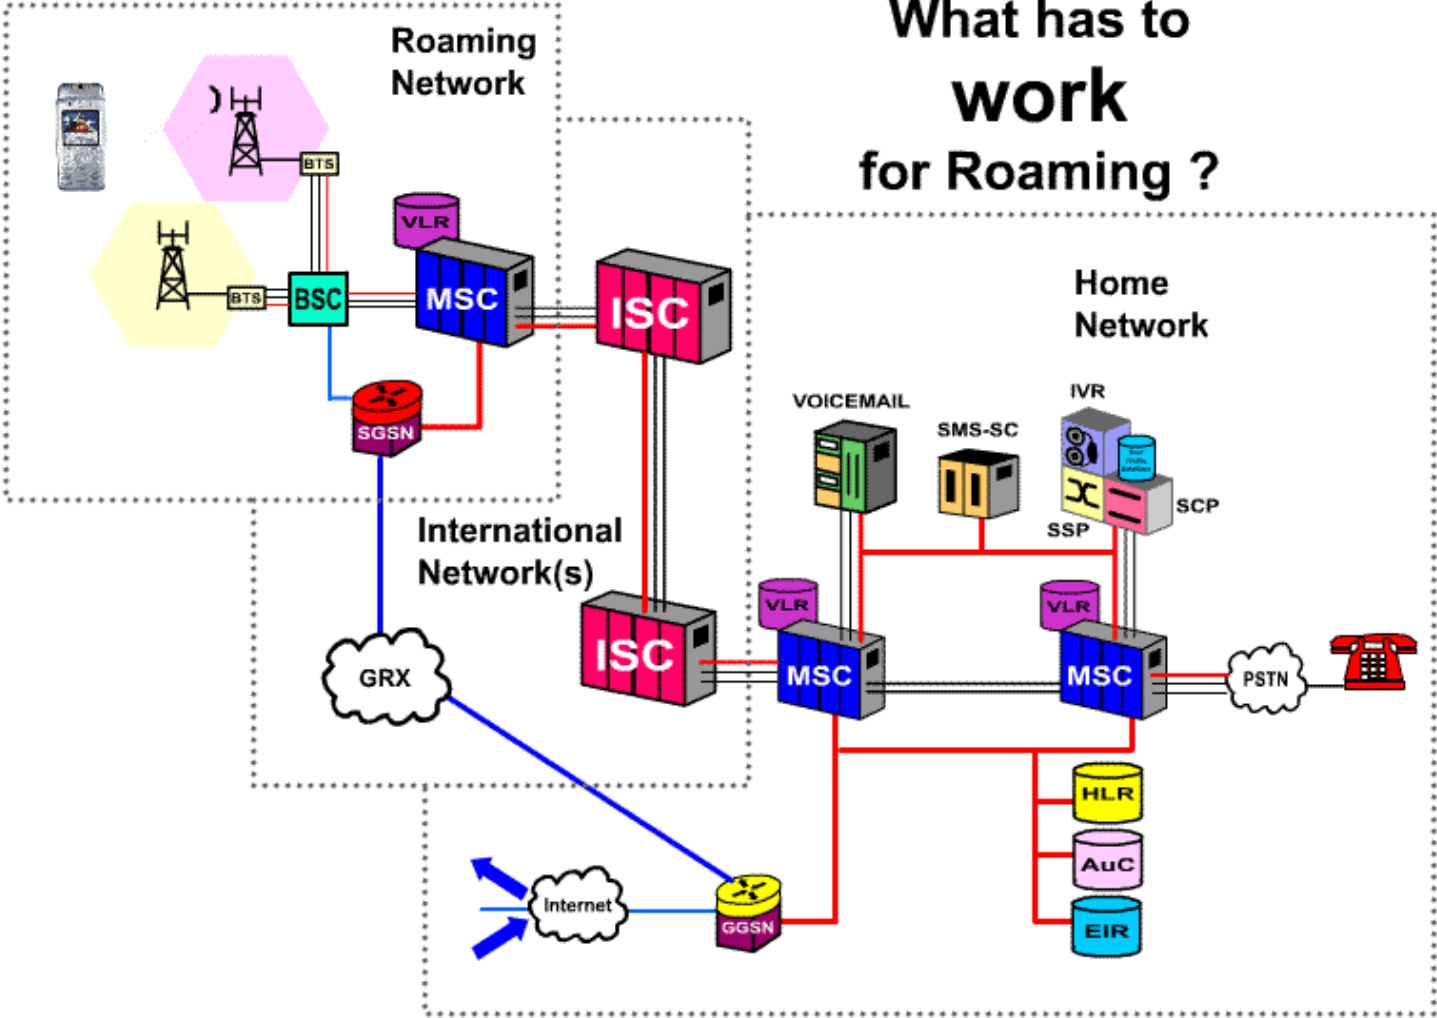 What has to
work
for Roaming ?
Roaming
Network
BTS
VLR
BTS
BSC
MSC
ISC
SGSN
Home
Network
IVR
VOICEMAIL
SMS-SC
SCP
SSP
International
Network(s)
VLR
VLR
ISC
MSC
MSC
PSTN
GRX
HLR
AuC
Internet
GGSN
EIR